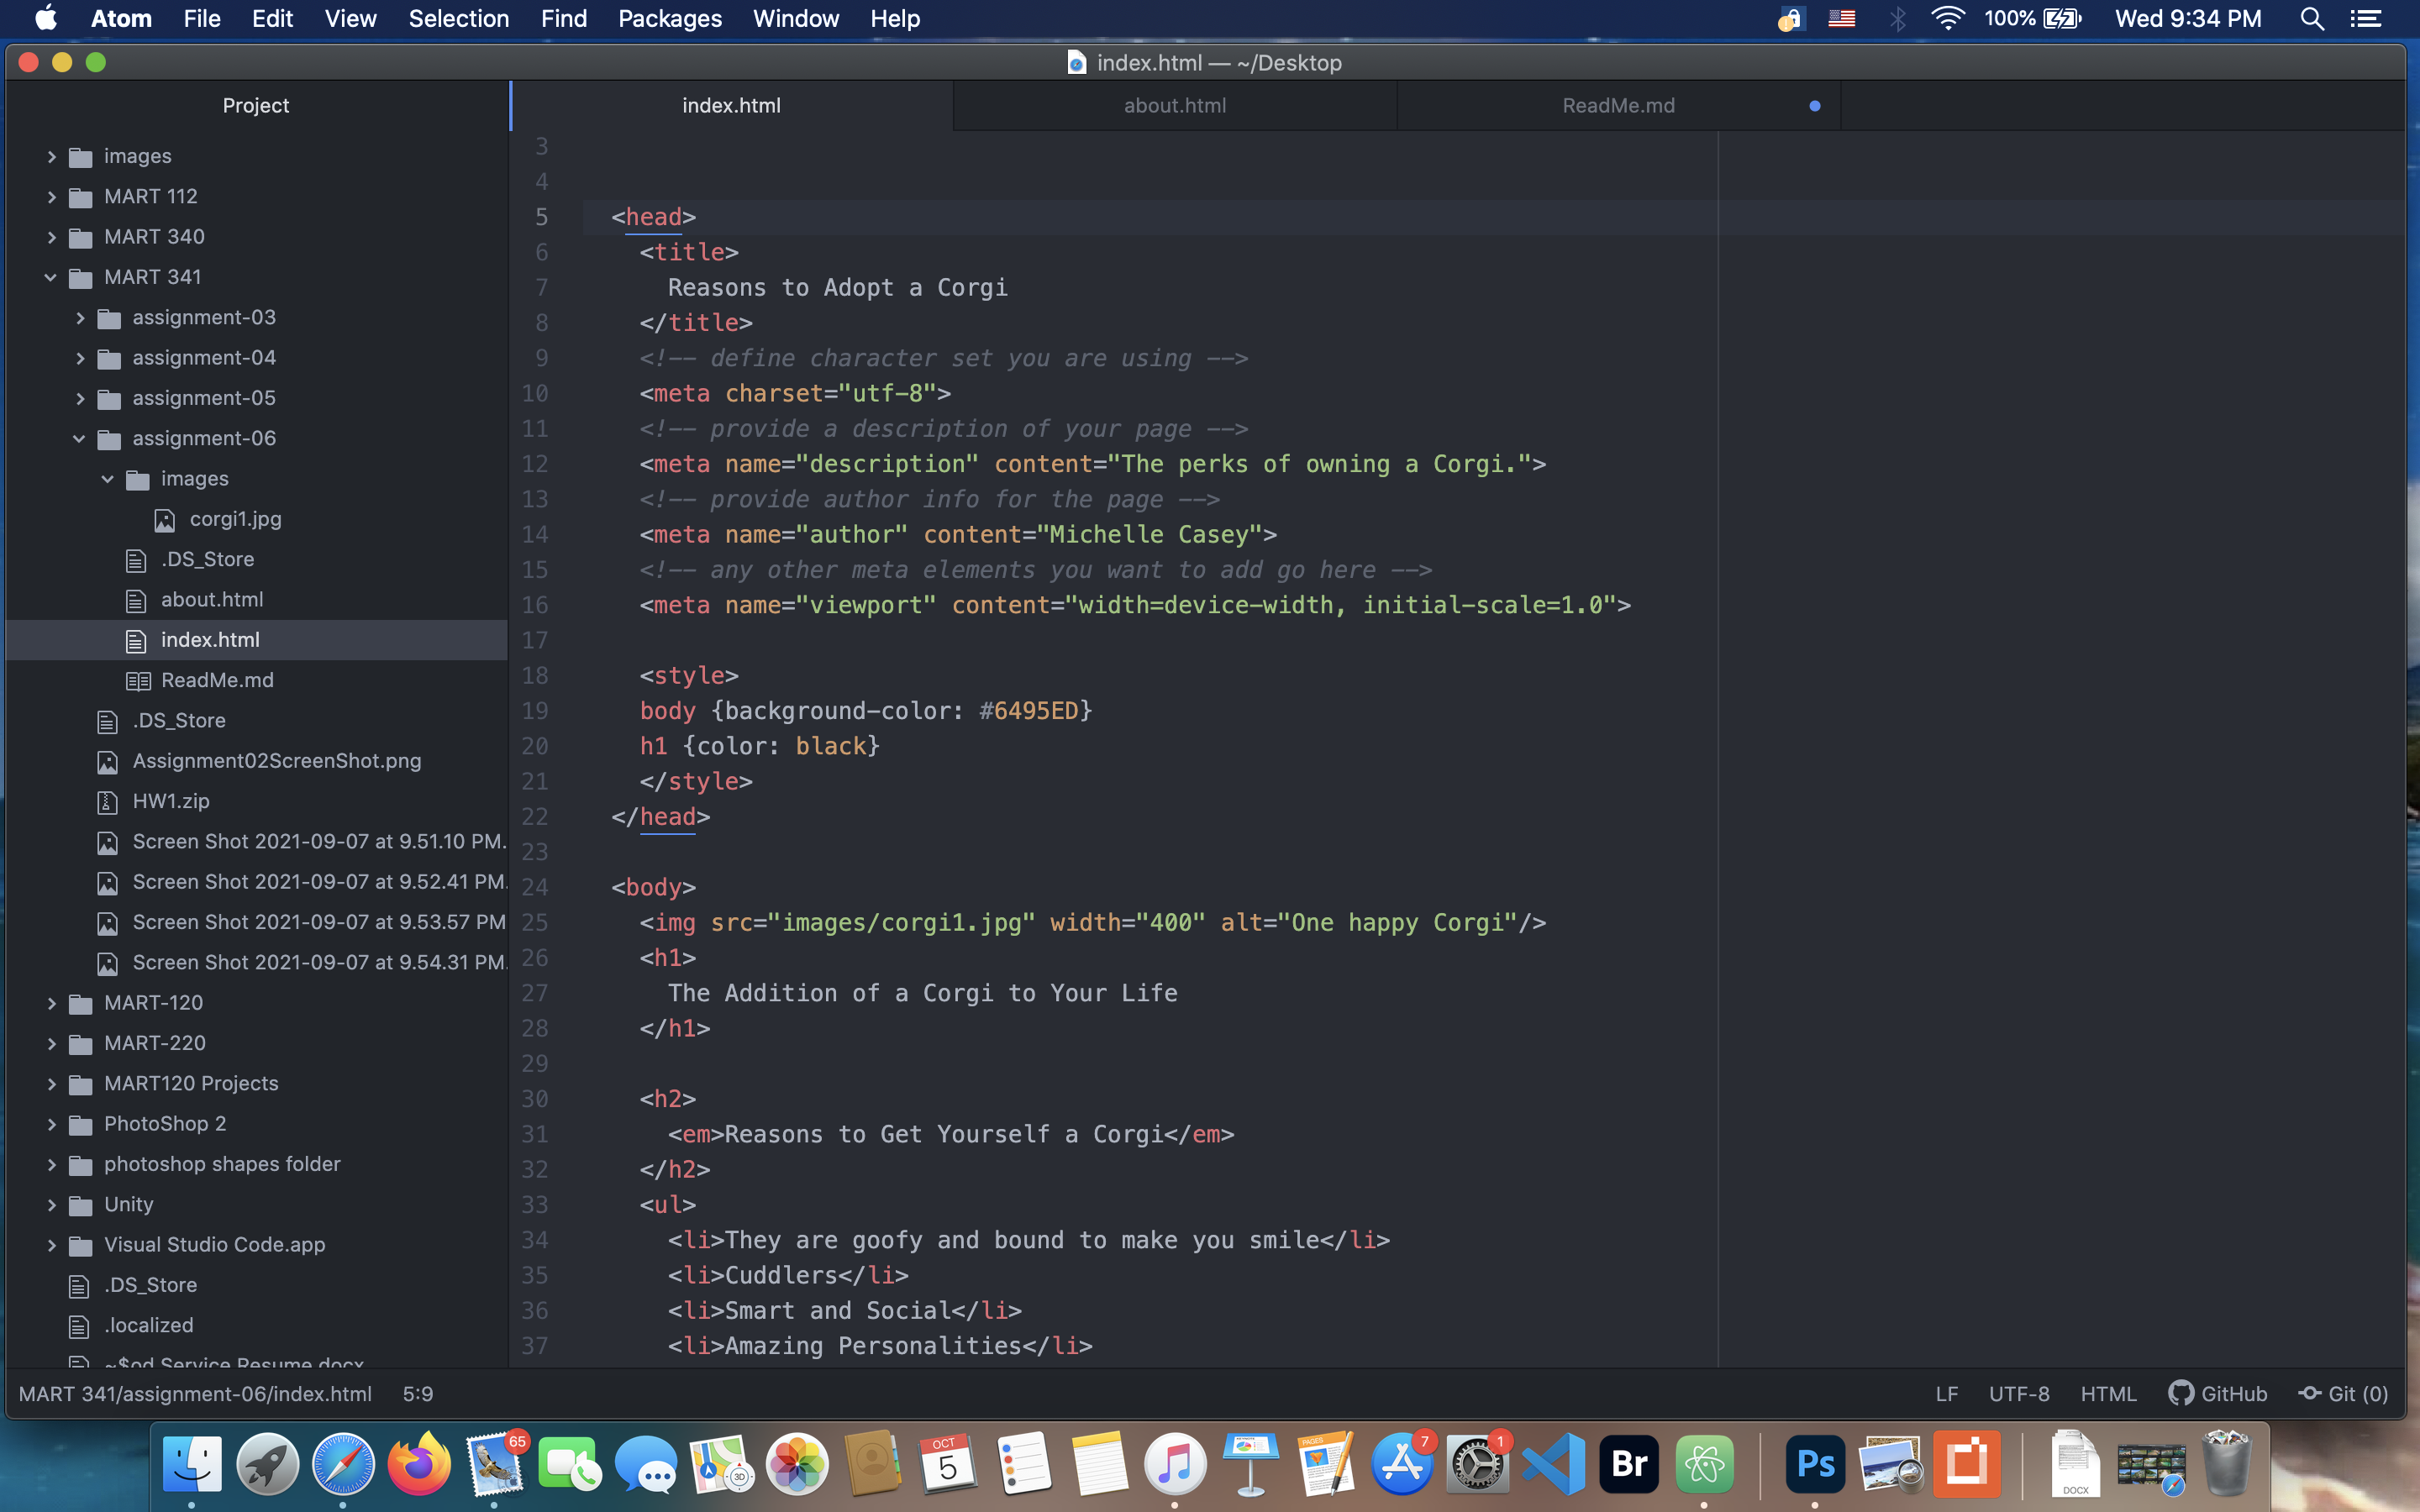 Atom File Edit View Selection Find Packages Window Help 100% Wed 9:34 PM
index.html — ~/Desktop
Project
index.html about.html ReadMe.md
images
MART 112
MART 340
MART 341
assignment-03
assignment-04
assignment-05
assignment-06
images
corgi1.jpg
.DS_Store
about.html
index.html
ReadMe.md
.DS_Store
Assignment02ScreenShot.png
HW1.zip
Screen Shot 2021-09-07 at 9.51.10 PM.
Screen Shot 2021-09-07 at 9.52.41 PM.
Screen Shot 2021-09-07 at 9.53.57 PM
Screen Shot 2021-09-07 at 9.54.31 PM.
MART-120
MART-220
MART120 Projects
PhotoShop 2
photoshop shapes folder
Unity
Visual Studio Code.app
.DS_Store
.localized
~$od Service Resume.docx
3
4
5 <head>
6 <title>
7 Reasons to Adopt a Corgi
8 </title>
9 <!-- define character set you are using -->
10 <meta charset="utf-8">
11 <!-- provide a description of your page -->
12 <meta name="description" content="The perks of owning a Corgi.">
13 <!-- provide author info for the page -->
14 <meta name="author" content="Michelle Casey">
15 <!-- any other meta elements you want to add go here -->
16 <meta name="viewport" content="width=device-width, initial-scale=1.0">
17
18 <style>
19 body {background-color: #6495ED}
20 h1 {color: black}
21 </style>
22 </head>
23
24 <body>
25 <img src="images/corgi1.jpg" width="400" alt="One happy Corgi"/>
26 <h1>
27 The Addition of a Corgi to Your Life
28 </h1>
29
30 <h2>
31 <em>Reasons to Get Yourself a Corgi</em>
32 </h2>
33 <ul>
34 <li>They are goofy and bound to make you smile</li>
35 <li>Cuddlers</li>
36 <li>Smart and Social</li>
37 <li>Amazing Personalities</li>
MART 341/assignment-06/index.html 5:9 LF UTF-8 HTML GitHub Git (0)
65 OCT 5 3D PAGES 7 1 Br Ps DOCX